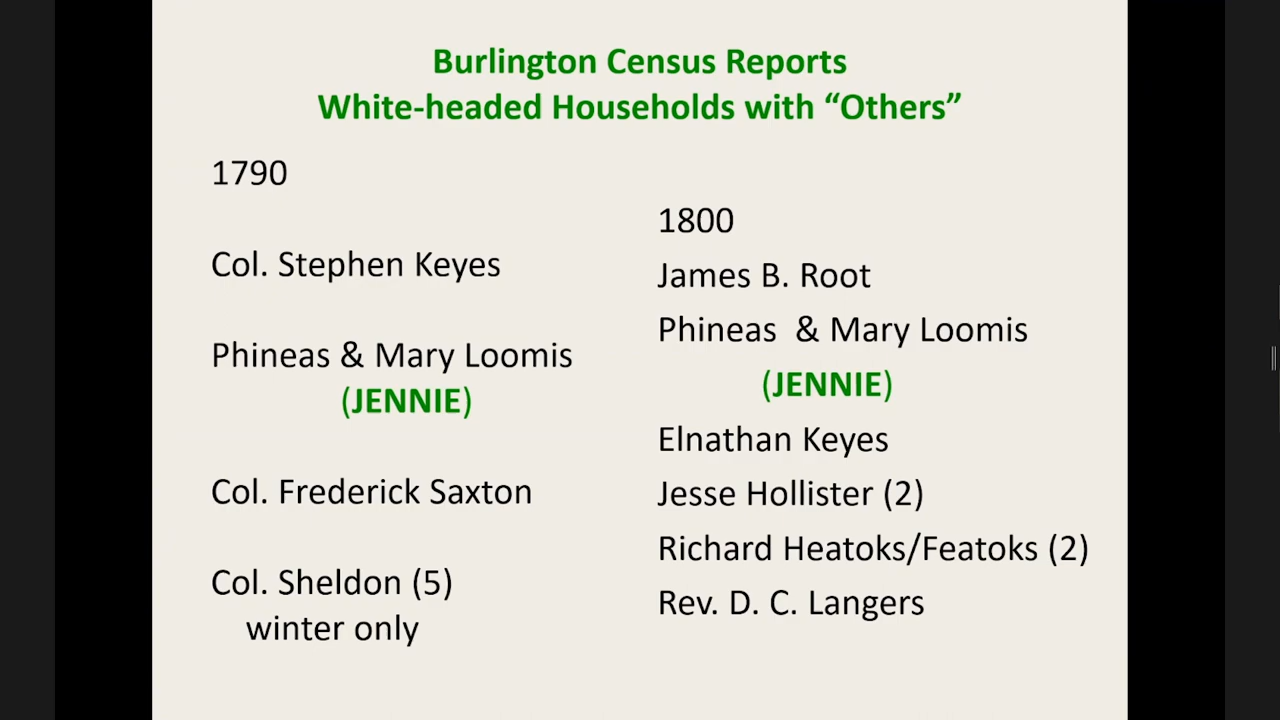 Burlington Census Reports
White-headed Households with “Others”
1790
Col. Stephen Keyes
Phineas & Mary Loomis
(JENNIE)
Col. Frederick Saxton
Col. Sheldon (5)
winter only
1800
James B. Root
Phineas & Mary Loomis
(JENNIE)
Elnathan Keyes
Jesse Hollister (2)
Richard Heatoks/Featoks (2)
Rev. D. C. Langers